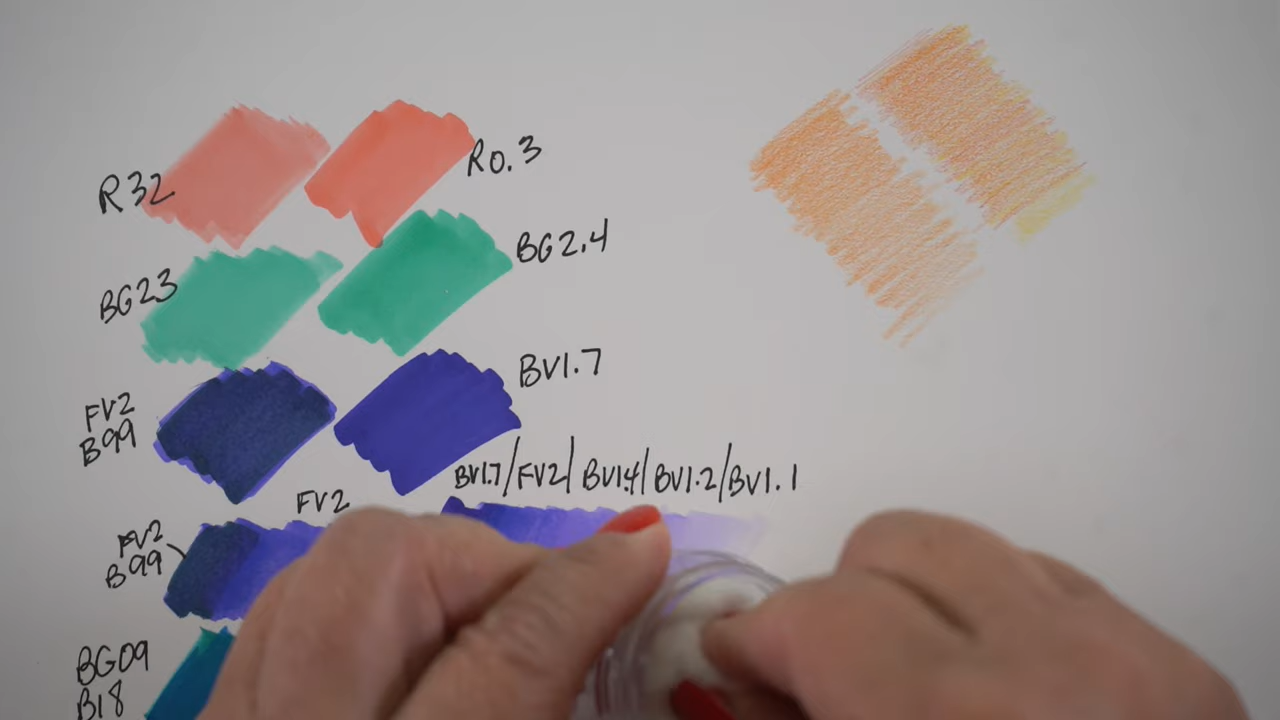 R32
R0.3
BG23
BG2.4
FV2
B99
BV1.7
BV1.7/FV2/BV1.4/BV1.2/BV1.1
FV2
FV2
B99
BG09
B18